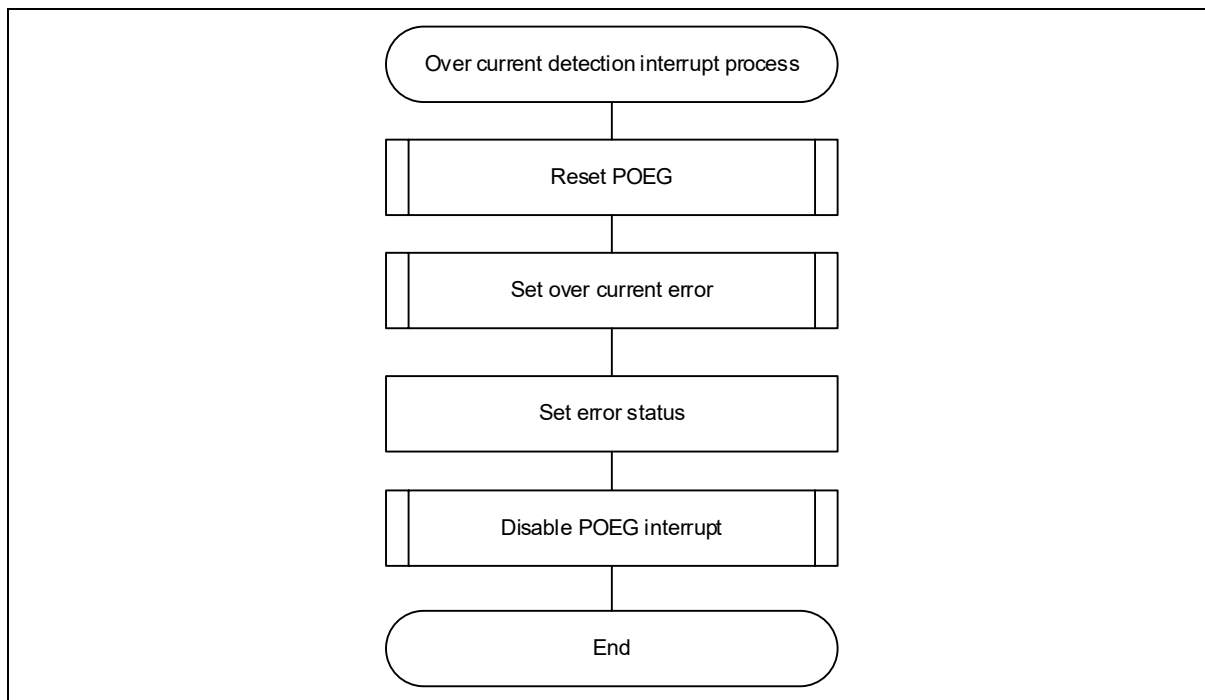 Over current detection interrupt process
Reset POEG
Set over current error
Set error status
Disable POEG interrupt
End